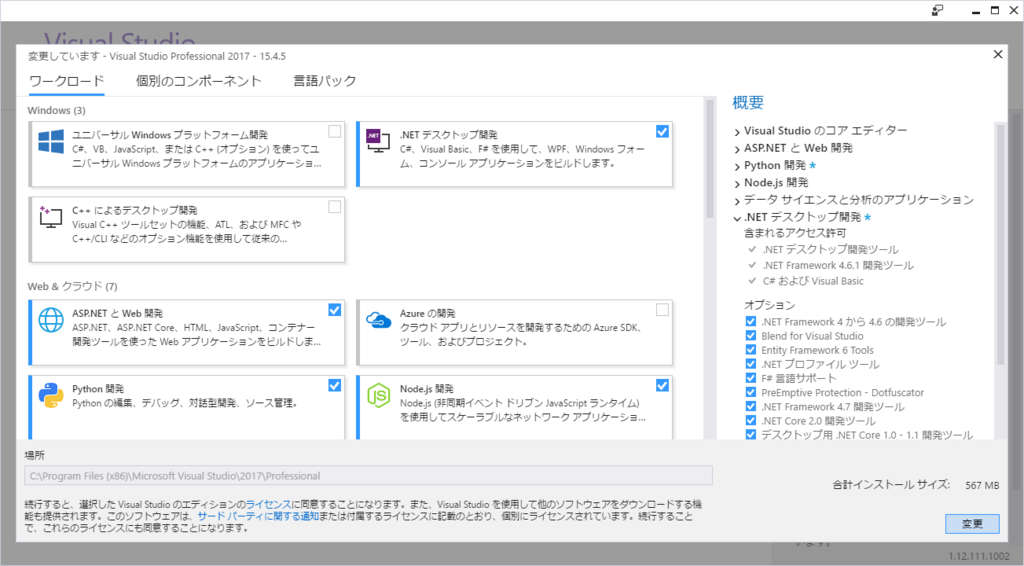 Visual Studio
変更しています - Visual Studio Professional 2017 - 15.4.5
ワークロード 個別のコンポーネント 言語パック
Windows (3)
ユニバーサル Windows プラットフォーム開発
C#、VB、JavaScript、または C++ (オプション) を使ってユ
ニバーサル Windows プラットフォームのアプリケーショ...
.NET
.NET デスクトップ開発
C#、Visual Basic、F# を使用して、WPF、Windows フォー
ム、コンソール アプリケーションをビルドします。
C++ によるデスクトップ開発
Visual C++ ツールセットの機能、ATL、および MFC や
C++/CLI などのオプション機能を使用して従来の...
Web & クラウド (7)
ASP.NET と Web 開発
ASP.NET、ASP.NET Core、HTML、JavaScript、コンテナー
開発ツールを使った Web アプリケーションをビルドしま...
Azure の開発
クラウド アプリとリソースを開発するための Azure SDK、
ツール、およびプロジェクト。
Python 開発
Python の編集、デバッグ、対話型開発、ソース管理。
Node.js 開発
Node.js (非同期イベント ドリブン JavaScript ランタイム)
を使用してスケーラブルなネットワーク アプリケーショ...
概要
Visual Studio のコア エディター
ASP.NET と Web 開発
Python 開発 *
Node.js 開発
データ サイエンスと分析のアプリケーション
.NET デスクトップ開発 *
含まれるアクセス許可
.NET デスクトップ開発ツール
.NET Framework 4.6.1 開発ツール
C# および Visual Basic
オプション
.NET Framework 4 から 4.6 の開発ツール
Blend for Visual Studio
Entity Framework 6 Tools
.NET プロファイル ツール
F# 言語サポート
PreEmptive Protection - Dotfuscator
.NET Framework 4.7 開発ツール
.NET Core 2.0 開発ツール
デスクトップ用 .NET Core 1.0 - 1.1 開発ツール
場所
C:\Program Files (x86)\Microsoft Visual Studio\2017\Professional
合計インストール サイズ: 567 MB
続行すると、選択した Visual Studio のエディションのライセンスに同意することになります。また、Visual Studio を使用して他のソフトウェアをダウンロードする機
能も提供されます。このソフトウェアは、サード パーティに関する通知または付属するライセンスに記載のとおり、個別にライセンスされています。続行すること
で、これらのライセンスにも同意することになります。
変更
います。
1.12.111.1002